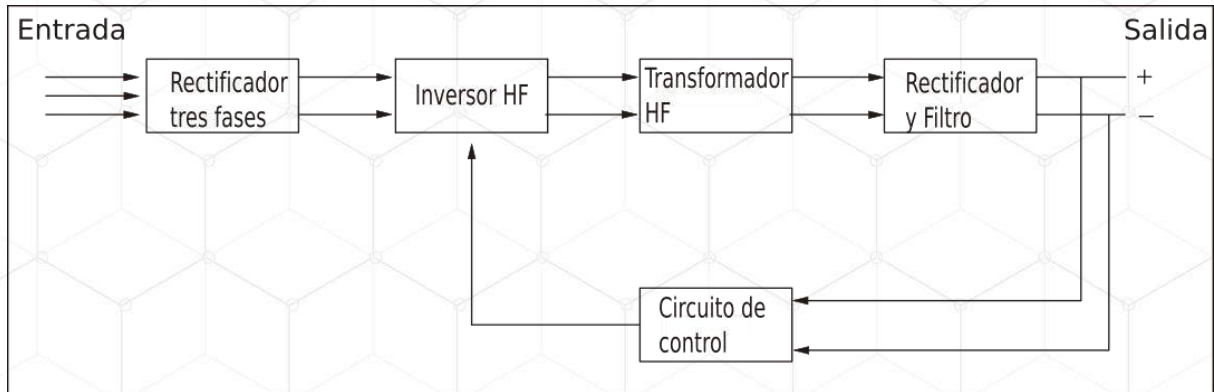 Entrada
Salida
Rectificador
tres fases
Inversor HF
Transformador
HF
Rectificador
y Filtro
+
−
Circuito de
control